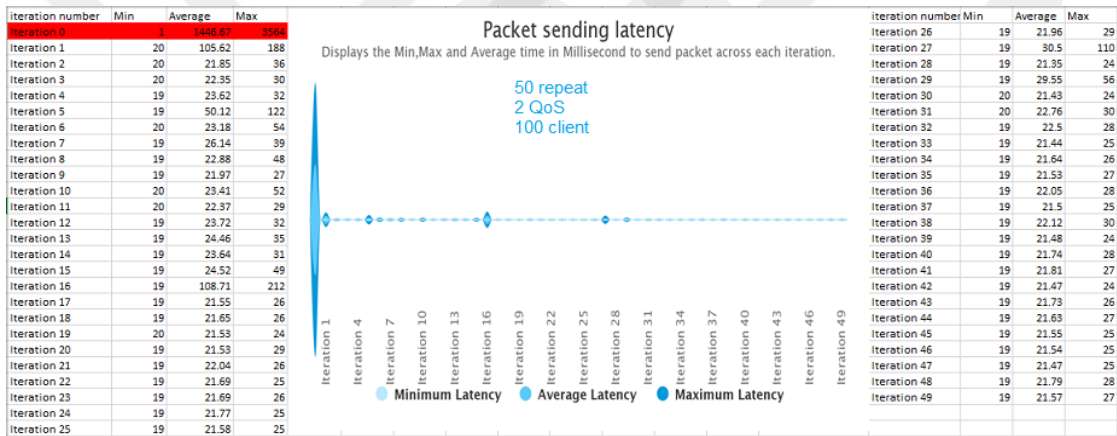 iteration number Min Average Max
Iteration 0 1 1446.67 3564
Iteration 1 20 105.62 188
Iteration 2 20 21.85 36
Iteration 3 20 22.35 30
Iteration 4 19 23.62 32
Iteration 5 19 50.12 122
Iteration 6 20 23.18 54
Iteration 7 19 26.14 39
Iteration 8 19 22.88 48
Iteration 9 19 21.97 27
Iteration 10 20 23.41 52
Iteration 11 20 22.37 29
Iteration 12 19 23.72 32
Iteration 13 19 24.46 35
Iteration 14 19 23.64 31
Iteration 15 19 24.52 49
Iteration 16 19 108.71 212
Iteration 17 19 21.55 26
Iteration 18 19 21.65 26
Iteration 19 20 21.53 24
Iteration 20 19 21.53 29
Iteration 21 19 22.04 26
Iteration 22 19 21.69 25
Iteration 23 19 21.69 26
Iteration 24 19 21.77 25
Iteration 25 19 21.58 25
Packet sending latency
Displays the Min,Max and Average time in Millisecond to send packet across each iteration.
50 repeat
2 QoS
100 client
Iteration 1
Iteration 4
Iteration 7
Iteration 10
Iteration 13
Iteration 16
Iteration 19
Iteration 22
Iteration 25
Iteration 28
Iteration 31
Iteration 34
Iteration 37
Iteration 40
Iteration 43
Iteration 46
Iteration 49
Minimum Latency Average Latency Maximum Latency
iteration number Min Average Max
Iteration 26 19 21.96 29
Iteration 27 19 30.5 110
Iteration 28 19 21.35 24
Iteration 29 19 29.55 56
Iteration 30 20 21.43 24
Iteration 31 20 22.76 30
Iteration 32 19 22.5 28
Iteration 33 19 21.44 25
Iteration 34 19 21.64 26
Iteration 35 19 21.53 27
Iteration 36 19 22.05 28
Iteration 37 19 21.5 25
Iteration 38 19 22.12 30
Iteration 39 19 21.48 24
Iteration 40 19 21.74 28
Iteration 41 19 21.81 27
Iteration 42 19 21.47 24
Iteration 43 19 21.73 26
Iteration 44 19 21.63 27
Iteration 45 19 21.55 25
Iteration 46 19 21.54 25
Iteration 47 19 21.47 25
Iteration 48 19 21.79 28
Iteration 49 19 21.57 27